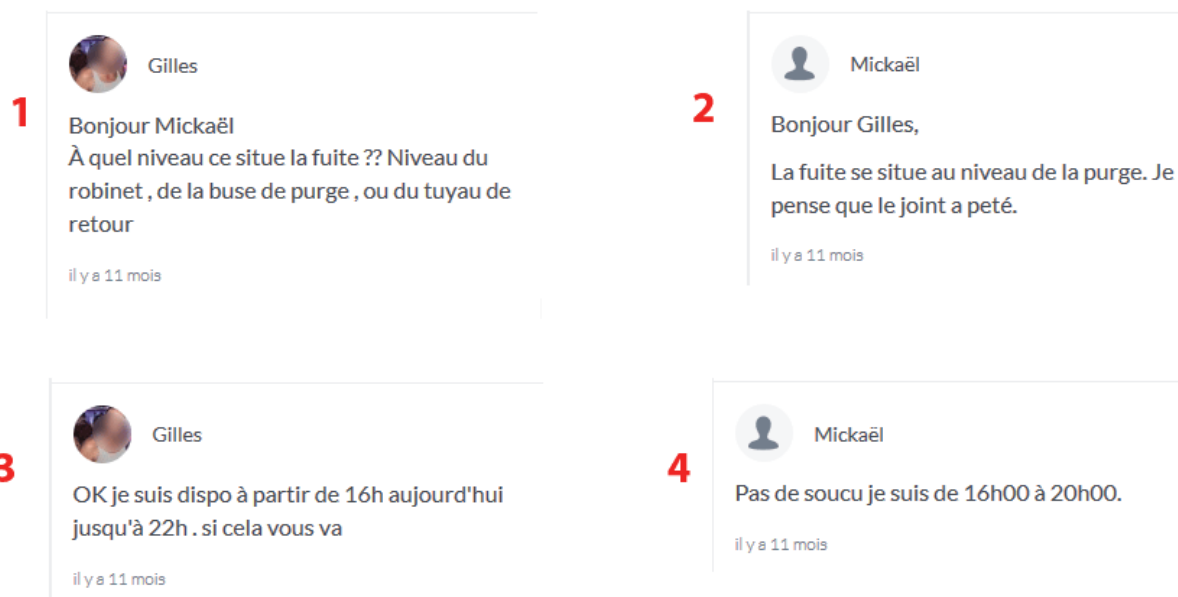 1
Gilles
Bonjour Mickaël
À quel niveau ce situe la fuite ?? Niveau du
robinet , de la buse de purge , ou du tuyau de
retour
il y a 11 mois
2
Mickaël
Bonjour Gilles,
La fuite se situe au niveau de la purge. Je
pense que le joint a peté.
il y a 11 mois
3
Gilles
OK je suis dispo à partir de 16h aujourd'hui
jusqu'à 22h . si cela vous va
il y a 11 mois
4
Mickaël
Pas de soucu je suis de 16h00 à 20h00.
il y a 11 mois